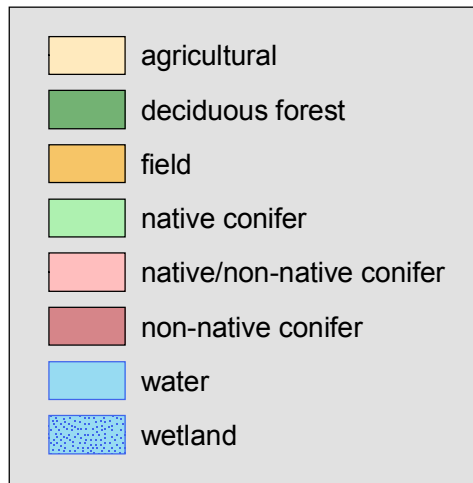 agricultural
deciduous forest
field
native conifer
native/non-native conifer
non-native conifer
water
wetland